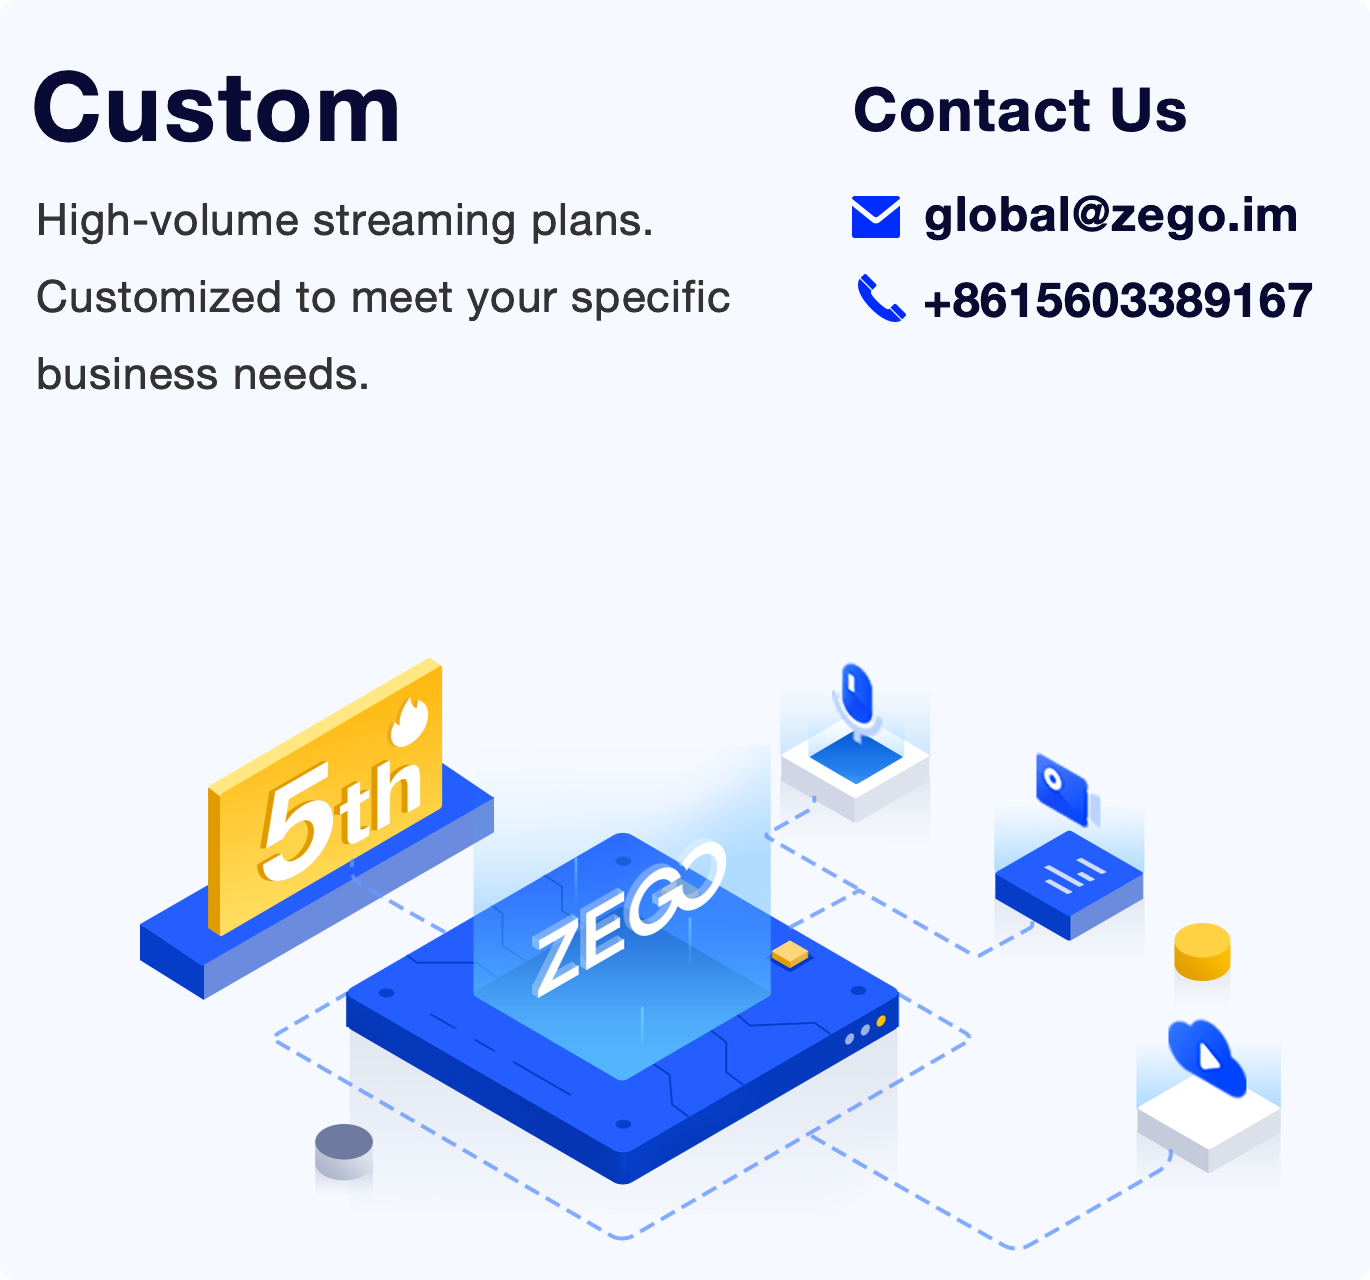 Custom
High-volume streaming plans.
Customized to meet your specific
business needs.
Contact Us
global@zego.im
+8615603389167
5th
ZEGO